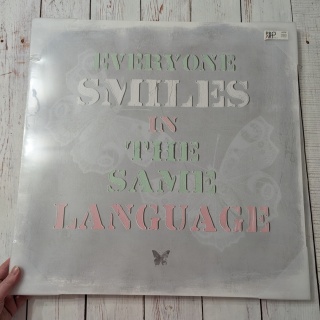 EVERYONE
SMILES
IN
THE
SAME
LANGUAGE